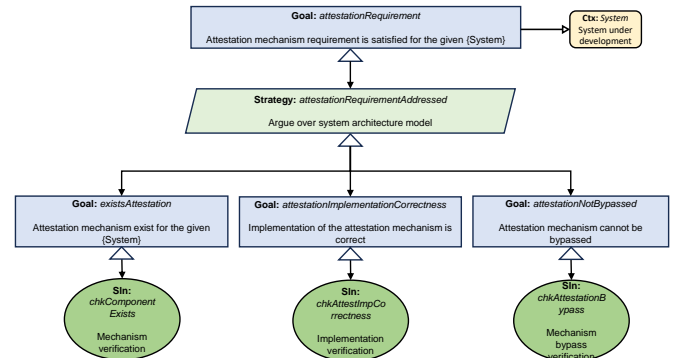 Goal: attestationRequirement
Attestation mechanism requirement is satisfied for the given {System}
Ctx: System
System under
development
Strategy: attestationRequirementAddressed
Argue over system architecture model
Goal: existsAttestation
Attestation mechanism exist for the given
{System}
Goal: attestationImplementationCorrectness
Implementation of the attestation mechanism is
correct
Goal: attestationNotBypassed
Attestation mechanism cannot be
bypassed
Sln:
chkComponent
Exists
Mechanism
verification
Sln:
chkAttestImpCo
rrectness
Implementation
verification
Sln:
chkAttestationB
ypass
Mechanism
bypass
verification